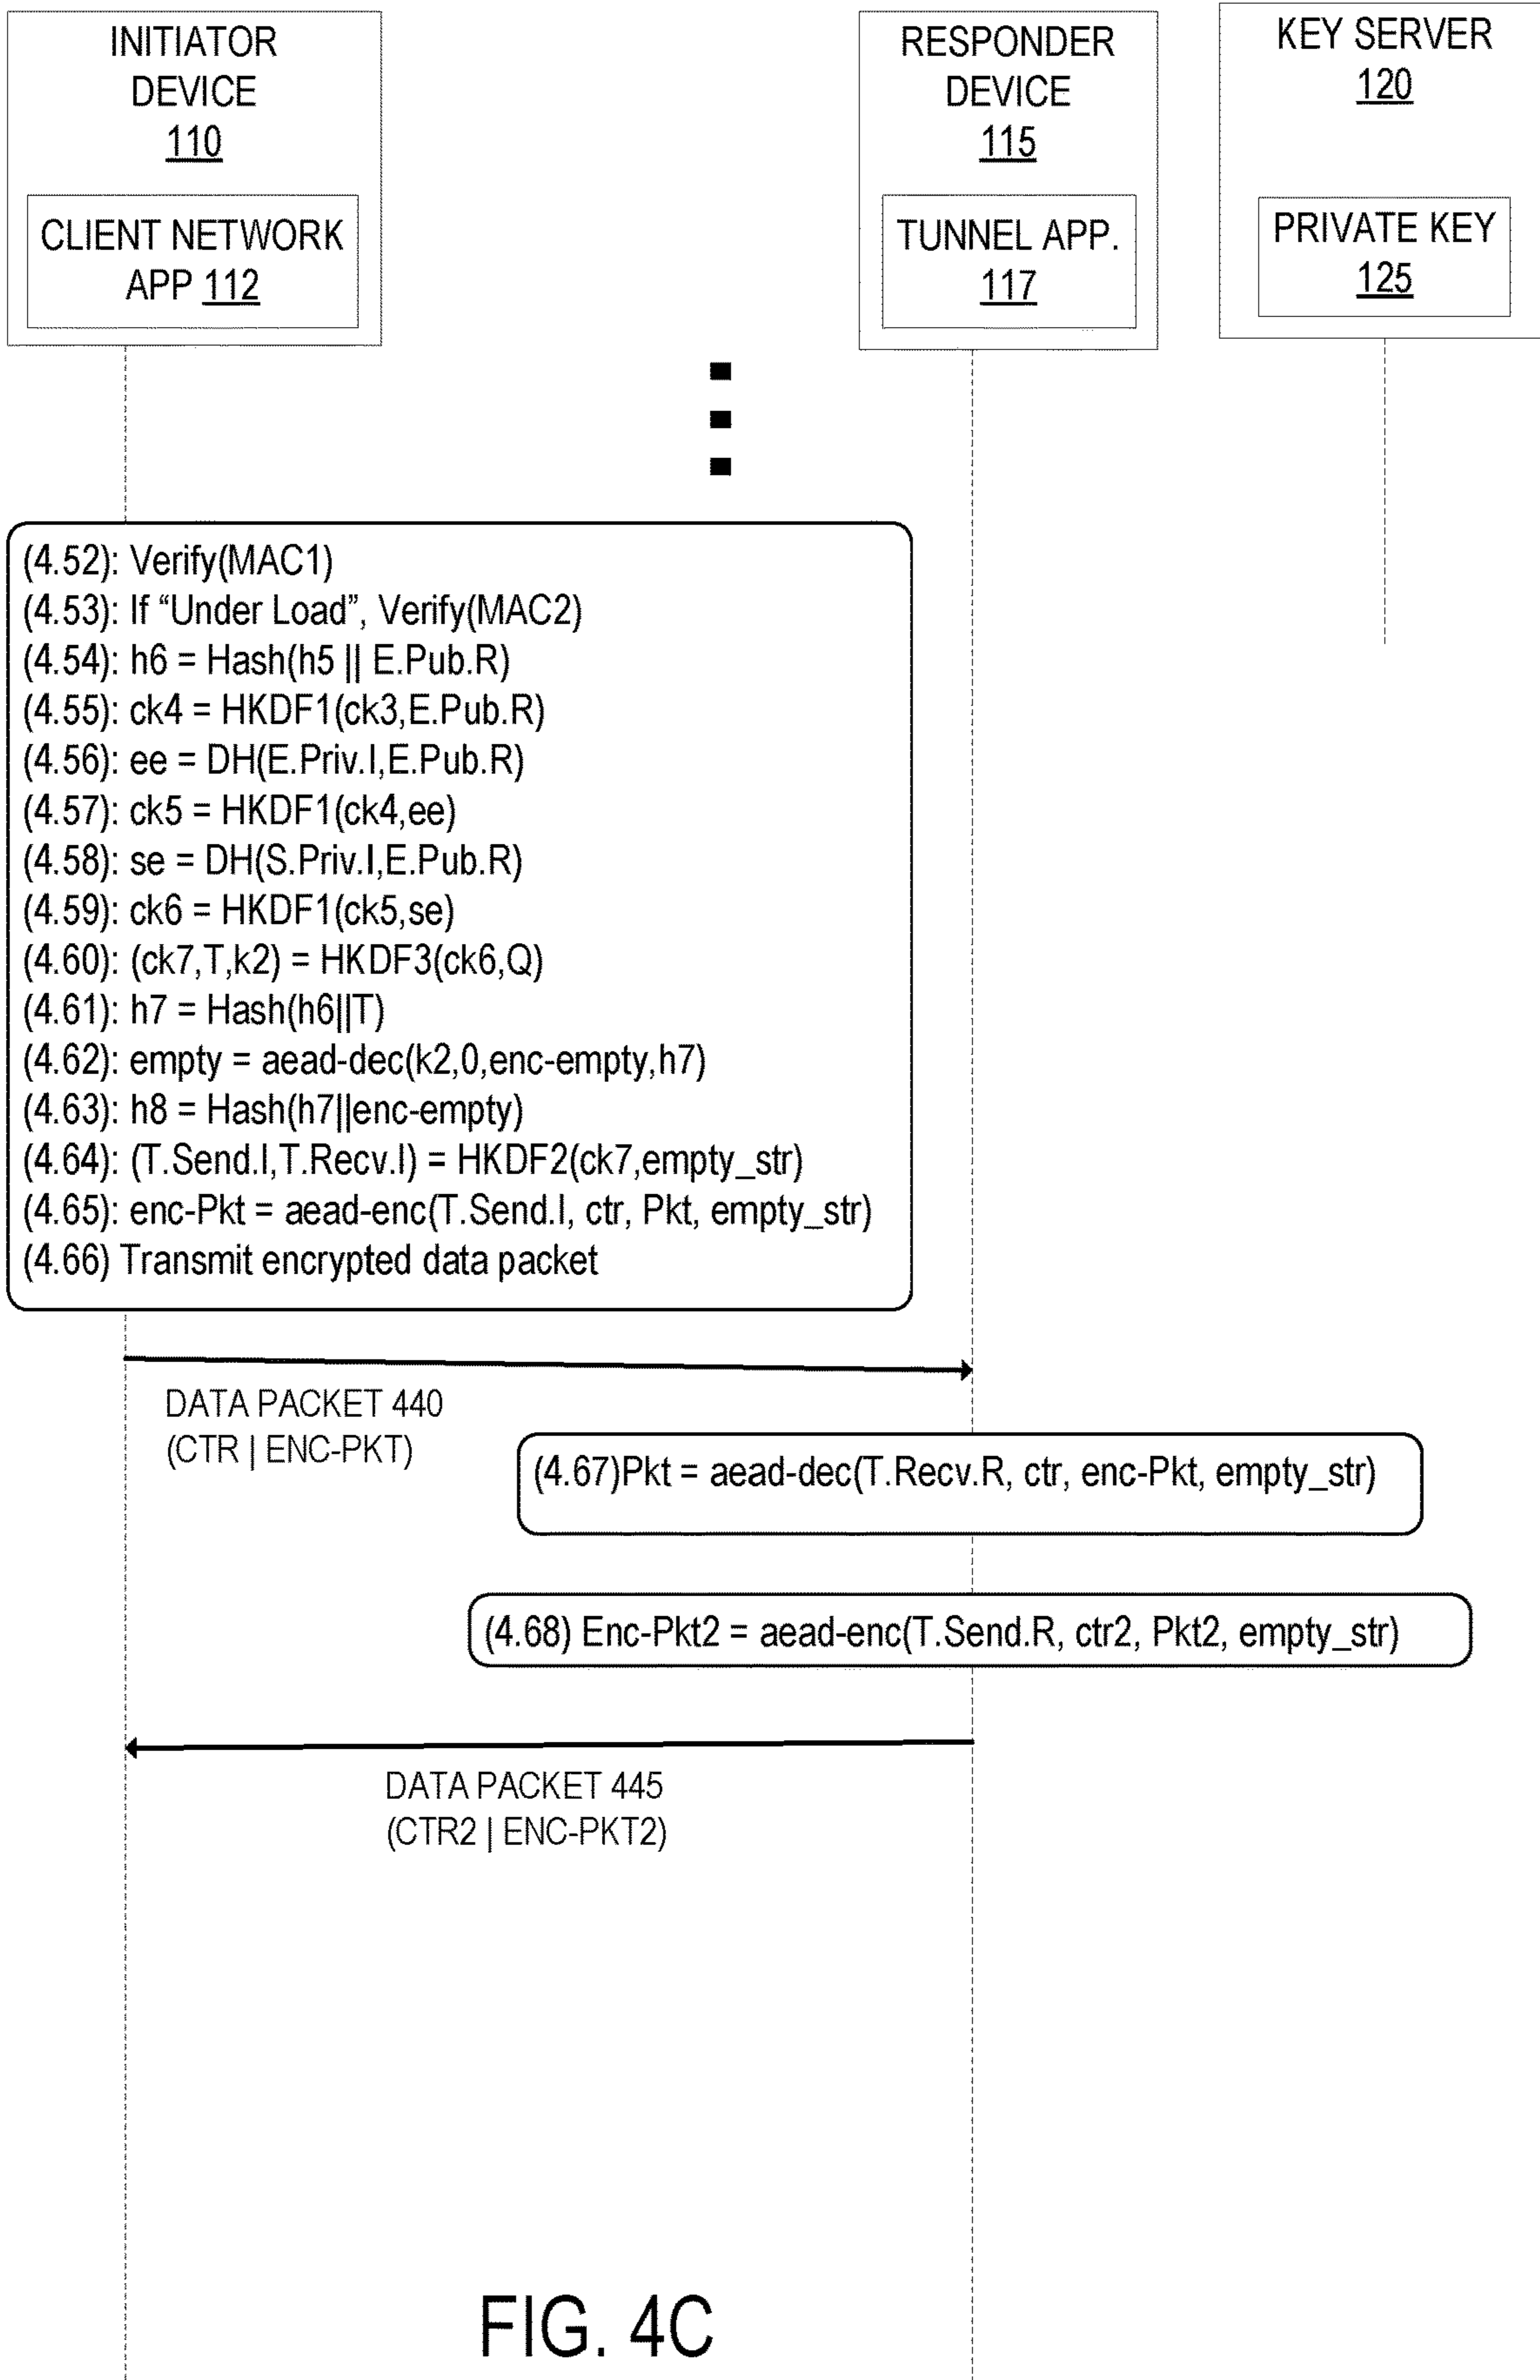 INITIATOR
DEVICE
110
CLIENT NETWORK
APP 112
RESPONDER
DEVICE
115
TUNNEL APP.
117
KEY SERVER
120
PRIVATE KEY
125
(4.52): Verify(MAC1)
(4.53): If “Under Load”, Verify(MAC2)
(4.54): h6 = Hash(h5 || E.Pub.R)
(4.55): ck4 = HKDF1(ck3,E.Pub.R)
(4.56): ee = DH(E.Priv.I,E.Pub.R)
(4.57): ck5 = HKDF1(ck4,ee)
(4.58): se = DH(S.Priv.I,E.Pub.R)
(4.59): ck6 = HKDF1(ck5,se)
(4.60): (ck7,T,k2) = HKDF3(ck6,Q)
(4.61): h7 = Hash(h6||T)
(4.62): empty = aead-dec(k2,0,enc-empty,h7)
(4.63): h8 = Hash(h7||enc-empty)
(4.64): (T.Send.I,T.Recv.I) = HKDF2(ck7,empty_str)
(4.65): enc-Pkt = aead-enc(T.Send.I, ctr, Pkt, empty_str)
(4.66) Transmit encrypted data packet
DATA PACKET 440
(CTR | ENC-PKT)
(4.67)Pkt = aead-dec(T.Recv.R, ctr, enc-Pkt, empty_str)
(4.68) Enc-Pkt2 = aead-enc(T.Send.R, ctr2, Pkt2, empty_str)
DATA PACKET 445
(CTR2 | ENC-PKT2)
FIG. 4C